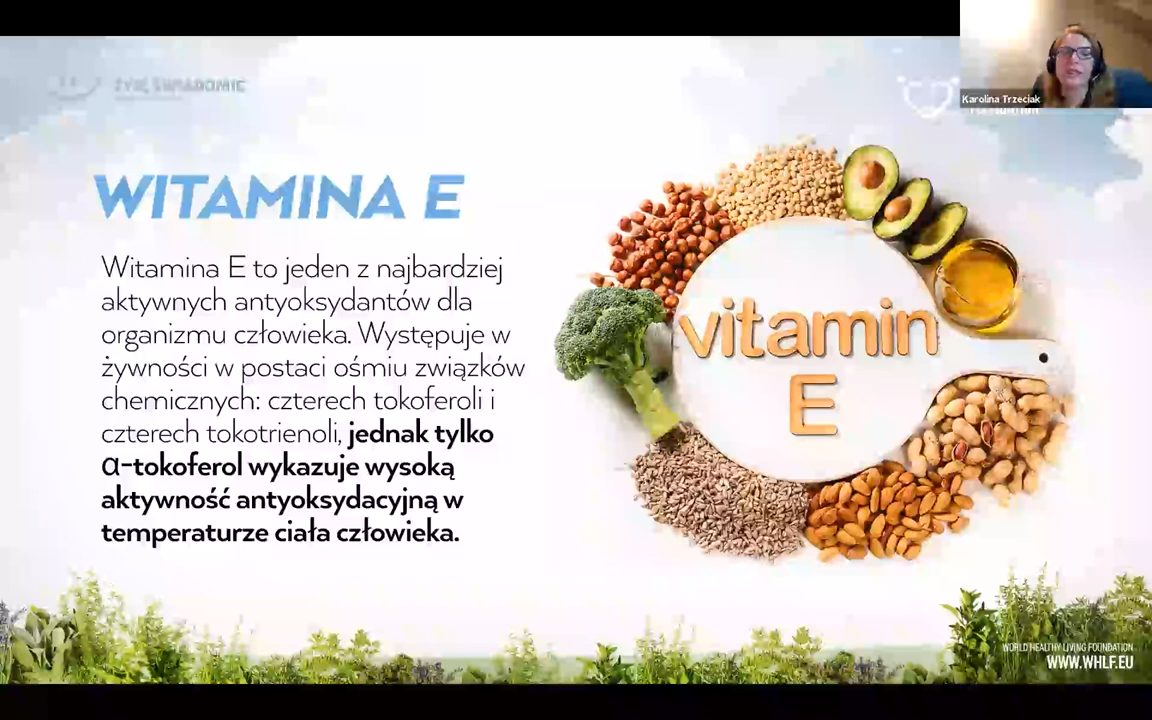 ŻYJĘ ŚWIADOMIE
Karolina Trzeciak
WITAMINA E
Witamina E to jeden z najbardziej
aktywnych antyoksydantów dla
organizmu człowieka. Występuje w
żywności w postaci ośmiu związków
chemicznych: czterech tokoferoli i
czterech tokotrienoli, jednak tylko
α-tokoferol wykazuje wysoką
aktywność antyoksydacyjną w
temperaturze ciała człowieka.
vitamin
E
WORLD HEALTHY LIVING FOUNDATION
WWW.WHLF.EU